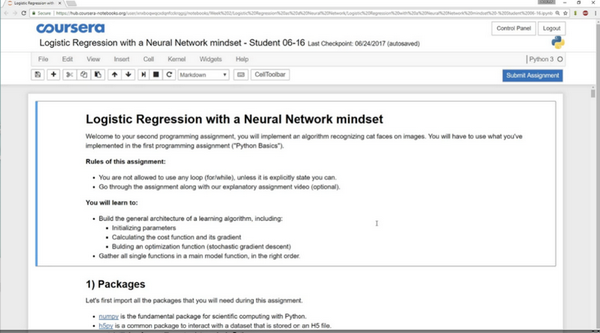 Logistic Regression with
Secure
coursera
Control Panel
Logout
Logistic Regression with a Neural Network mindset - Student 06-16 Last Checkpoint: 06/24/2017 (autosaved)
File Edit View Insert Cell Kernel Widgets Help
Python 3
Markdown
CellToolbar
Submit Assignment
Logistic Regression with a Neural Network mindset
Welcome to your second programming assignment, you will implement an algorithm recognizing cat faces on images. You will have to use what you've
implemented in the first programming assignment ("Python Basics").
Rules of this assignment:
• You are not allowed to use any loop (for/while), unless it is explicitly state you can.
• Go through the assignment along with our explanatory assignment video (optional).
You will learn to:
• Build the general architecture of a learning algorithm, including:
• Initializing parameters
• Calculating the cost function and its gradient
• Bulding an optimization function (stochastic gradient descent)
• Gather all single functions in a main model function, in the right order.
1) Packages
Let's first import all the packages that you will need during this assignment.
• numpy is the fundamental package for scientific computing with Python.
• h5py is a common package to interact with a dataset that is stored on an H5 file.